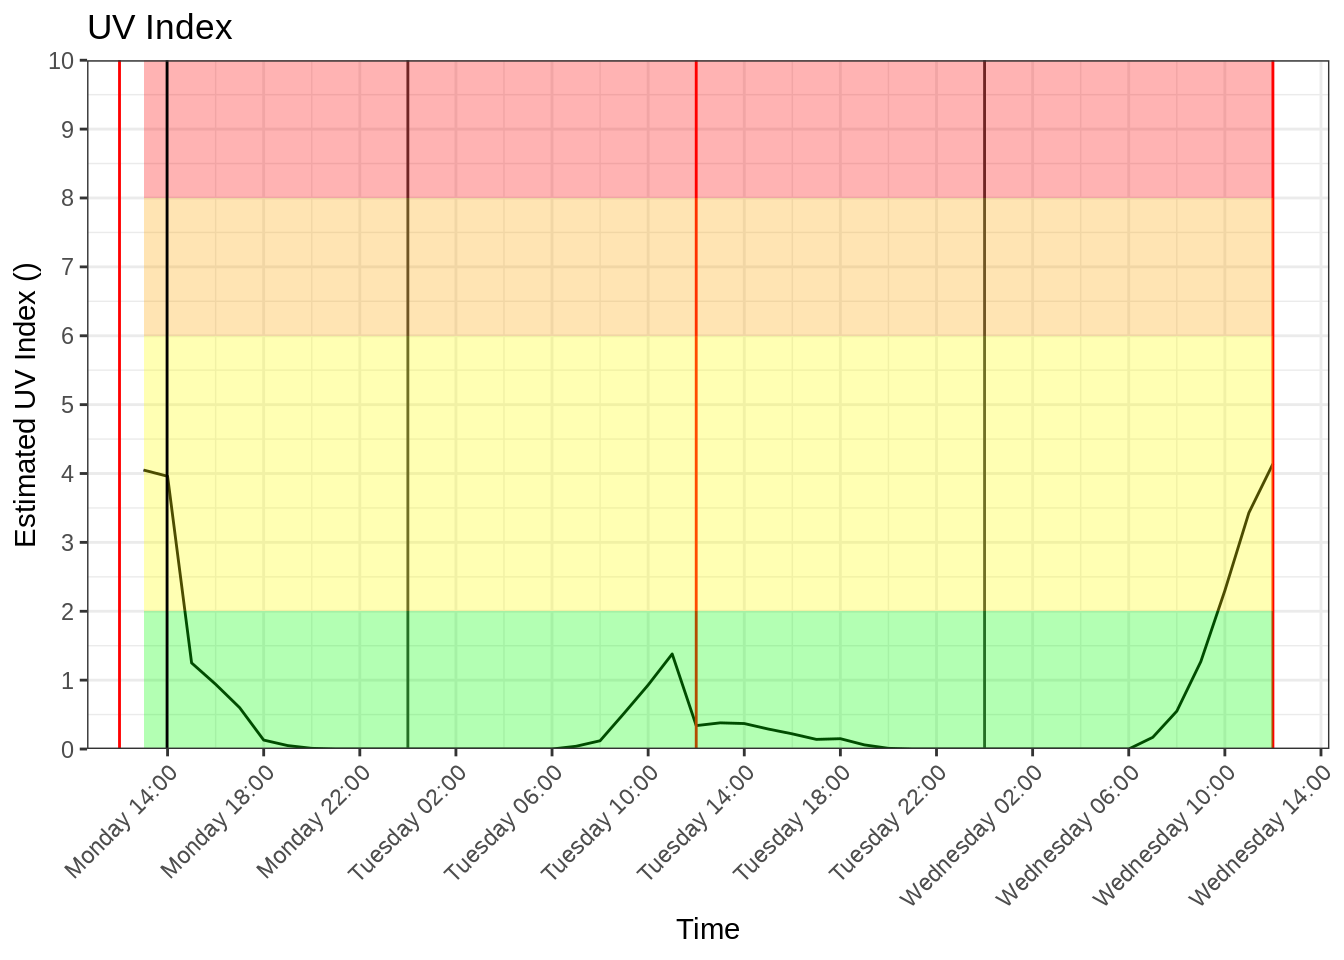 UV Index
Estimated UV Index ()
10
9
8
7
6
5
4
3
2
1
0
Monday 14:00
Monday 18:00
Monday 22:00
Tuesday 02:00
Tuesday 06:00
Tuesday 10:00
Tuesday 14:00
Tuesday 18:00
Tuesday 22:00
Wednesday 02:00
Wednesday 06:00
Wednesday 10:00
Wednesday 14:00
Time